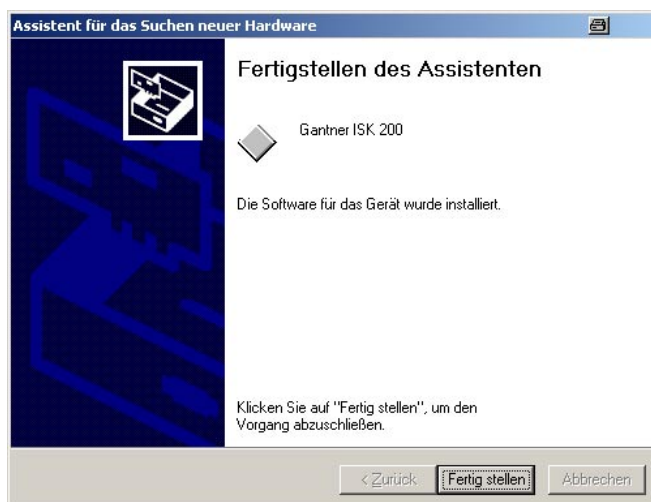 Assistent für das Suchen neuer Hardware
Fertigstellen des Assistenten
Gantner ISK 200
Die Software für das Gerät wurde installiert.
Klicken Sie auf "Fertig stellen", um den
Vorgang abzuschließen.
< Zurück
Fertig stellen
Abbrechen